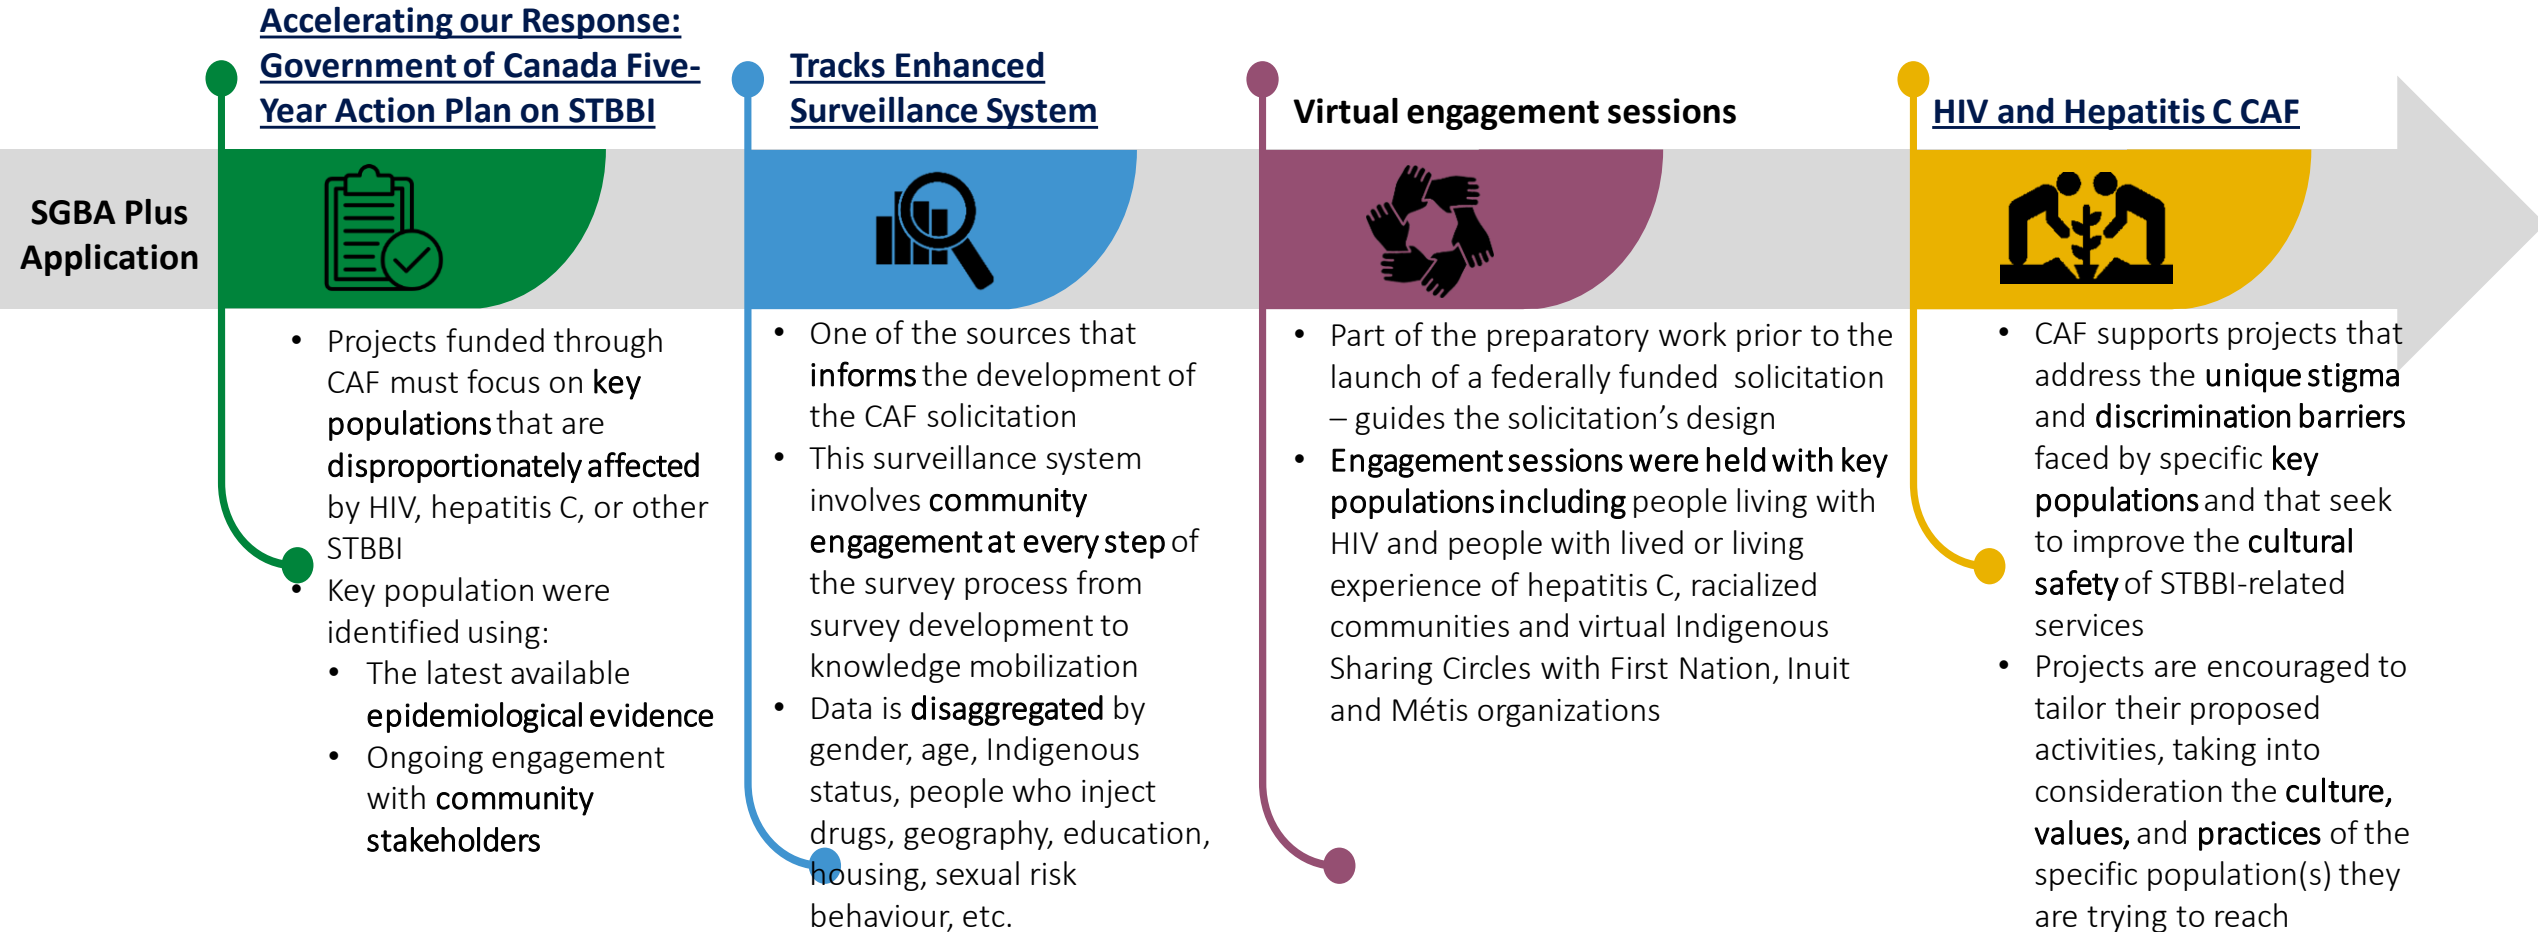 SGBA Plus
Application
Accelerating our Response:
Government of Canada Five-
Year Action Plan on STBBI
• Projects funded through
CAF must focus on key
populations that are
disproportionately affected
by HIV, hepatitis C, or other
STBBI
• Key population were
identified using:
• The latest available
epidemiological evidence
• Ongoing engagement
with community
stakeholders
Tracks Enhanced
Surveillance System
• One of the sources that
informs the development of
the CAF solicitation
• This surveillance system
involves community
engagement at every step of
the survey process from
survey development to
knowledge mobilization
• Data is disaggregated by
gender, age, Indigenous
status, people who inject
drugs, geography, education,
housing, sexual risk
behaviour, etc.
Virtual engagement sessions
• Part of the preparatory work prior to the
launch of a federally funded solicitation
– guides the solicitation’s design
• Engagement sessions were held with key
populations including people living with
HIV and people with lived or living
experience of hepatitis C, racialized
communities and virtual Indigenous
Sharing Circles with First Nation, Inuit
and Métis organizations
HIV and Hepatitis C CAF
• CAF supports projects that
address the unique stigma
and discrimination barriers
faced by specific key
populations and that seek
to improve the cultural
safety of STBBI-related
services
• Projects are encouraged to
tailor their proposed
activities, taking into
consideration the culture,
values, and practices of the
specific population(s) they
are trying to reach